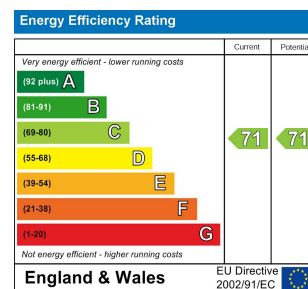 Energy Efficiency Rating
Current Potentia
Very energy efficient - lower running costs
(92 plus) A
(81-91) B
(69-80) C 71 71
(55-68) D
(39-54) E
(21-38) F
(1-20) G
Not energy efficient - higher running costs
England & Wales
EU Directive
2002/91/EC